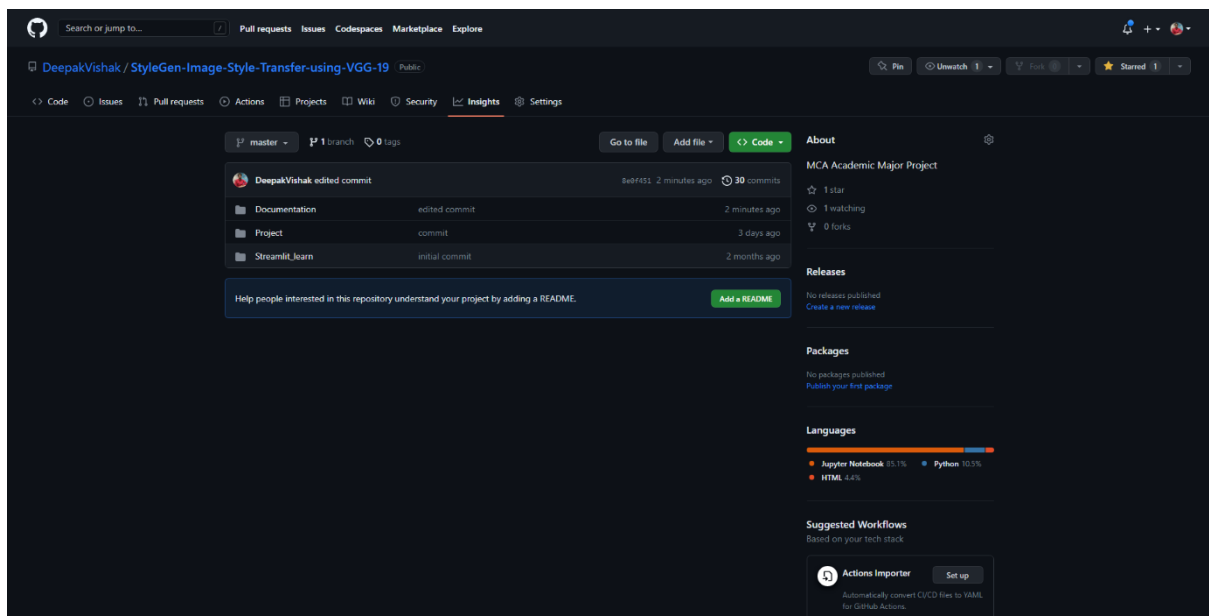 Search or jump to... / Pull requests Issues Codespaces Marketplace Explore
DeepakVishak / StyleGen-Image-Style-Transfer-using-VGG-19 Public Pin Unwatch 1 Fork 0 Starred 1
Code Issues Pull requests Actions Projects Wiki Security Insights Settings
master 1 branch 0 tags Go to file Add file Code
DeepakVishak edited commit 2 minutes ago 30 commits
Documentation edited commit 2 minutes ago
Project commit 3 days ago
Streamlit_learn initial commit 2 months ago
Help people interested in this repository understand your project by adding a README. Add a README
About
MCA Academic Major Project
1 star
1 watching
0 forks
Releases
No releases published
Create a new release
Packages
No packages published
Publish your first package
Languages
Jupyter Notebook 85.1% Python 10.5%
HTML 4.4%
Suggested Workflows
Based on your tech stack
Actions Importer Set up
Automatically convert CI/CD files to YAML
for GitHub Actions.